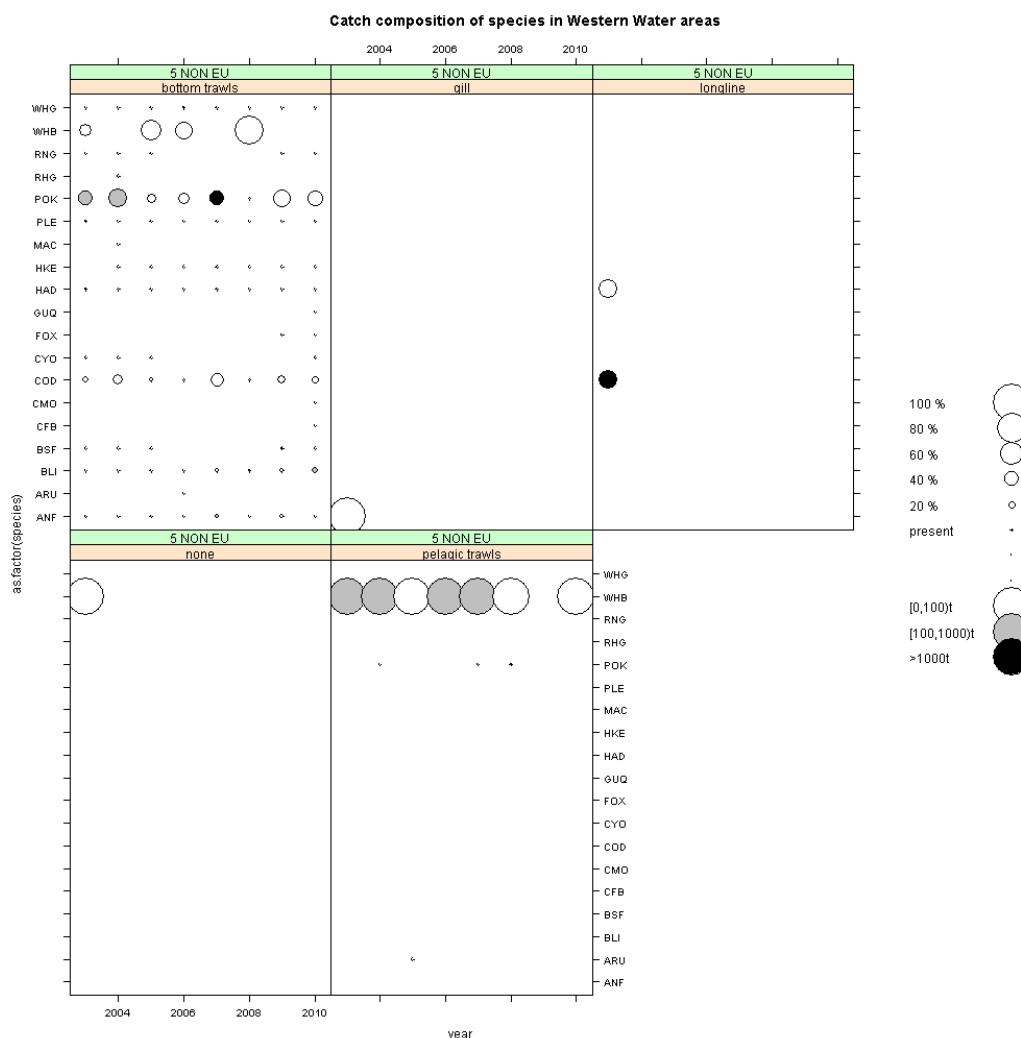 Catch composition of species in Western Water areas
2004 2006 2008 2010
5 NON EU 5 NON EU 5 NON EU
bottom trawls gill longline
WHG
WHB
RNG
RHG
POK
PLE
MAC
HKE
HAD
GUQ
FOX
CYO
COD
CMO
CFB
BSF
BLI
ARU
ANF
5 NON EU 5 NON EU
none pelagic trawls
WHG
WHB
RNG
RHG
POK
PLE
MAC
HKE
HAD
GUQ
FOX
CYO
COD
CMO
CFB
BSF
BLI
ARU
ANF
2004 2006 2008 2010
year
as.factor(species)
100 %
80 %
60 %
40 %
20 %
present
[0,100)t
[100,1000)t
>1000t